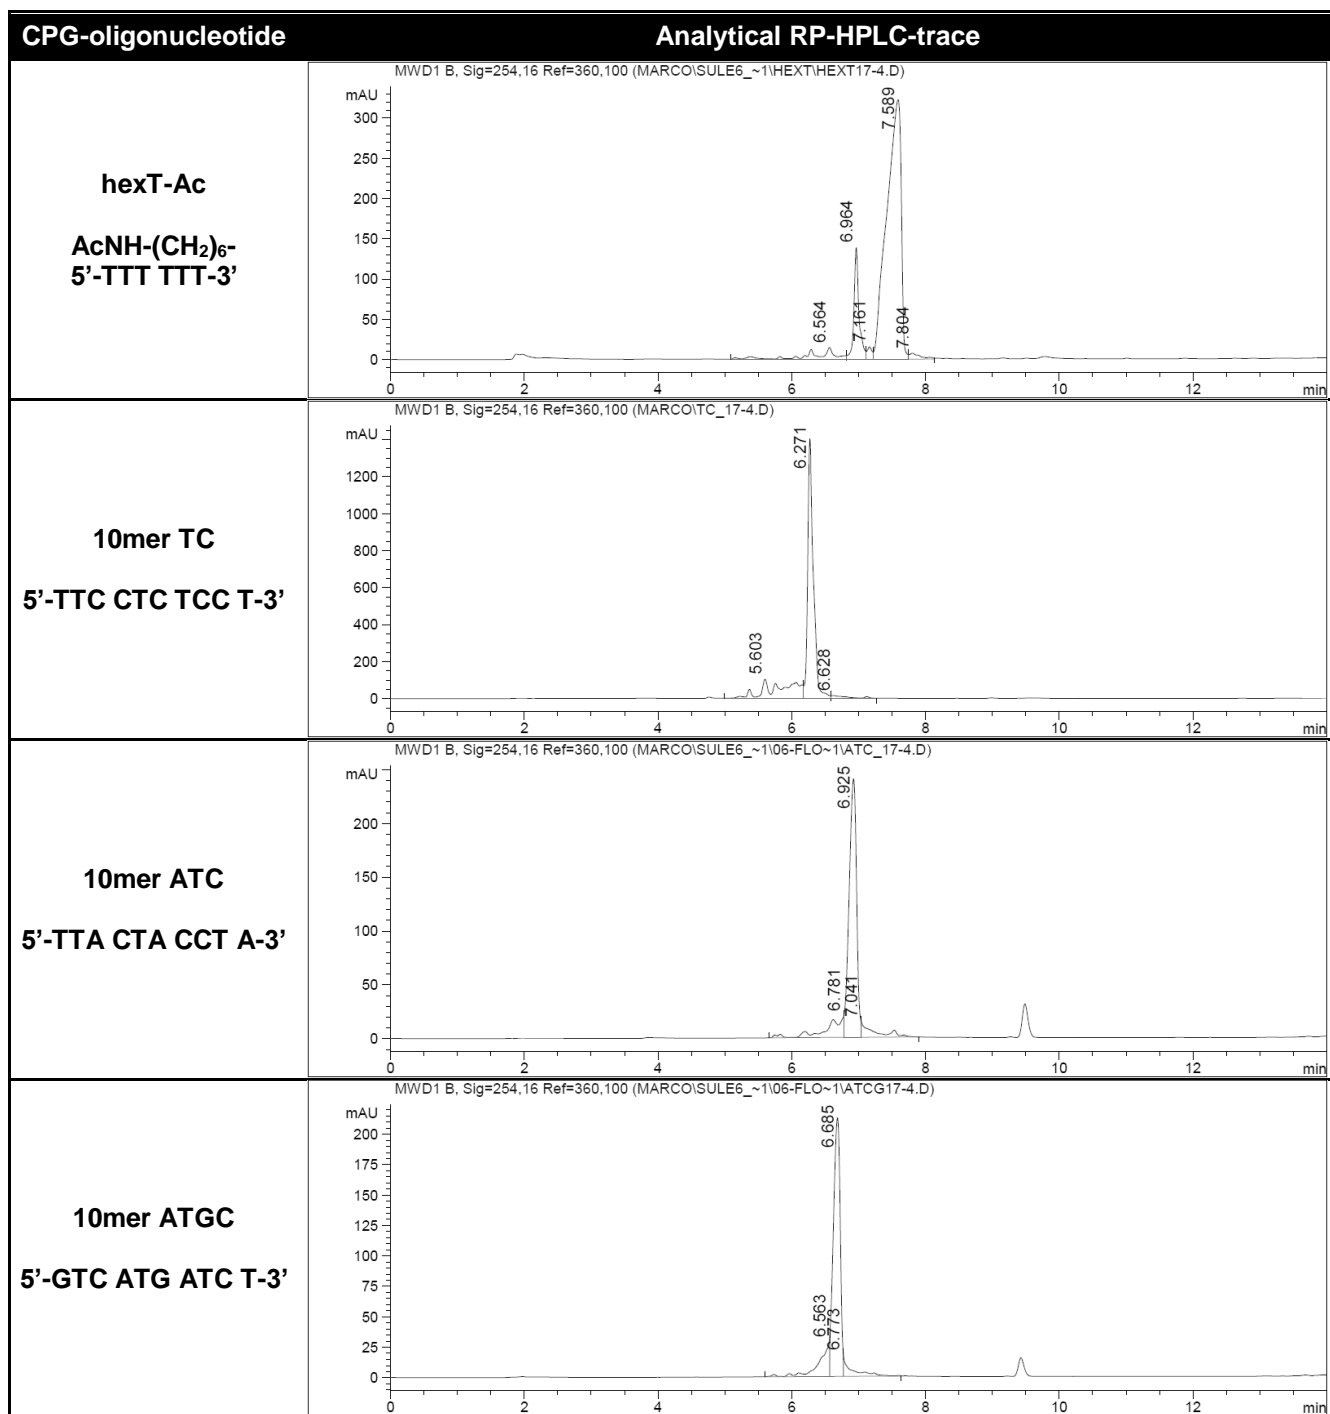 CPG-oligonucleotide
Analytical RP-HPLC-trace
hexT-Ac
AcNH-(CH₂)₆-
5’-TTT TTT-3’
MWD1 B, Sig=254,16 Ref=360,100 (MARCO\SULE6_~1\HEXT\HEXT17-4.D)
mAU
300
250
200
150
100
50
0
6.564
6.964
7.161
7.589
7.804
0 2 4 6 8 10 12 min
10mer TC
5’-TTC CTC TCC T-3’
MWD1 B, Sig=254,16 Ref=360,100 (MARCO\TC_17-4.D)
mAU
1200
1000
800
600
400
200
0
5.603
6.271
6.628
0 2 4 6 8 10 12 min
10mer ATC
5’-TTA CTA CCT A-3’
MWD1 B, Sig=254,16 Ref=360,100 (MARCO\SULE6_~1\06-FLO~1\ATC_17-4.D)
mAU
200
150
100
50
0
6.781
6.925
7.041
0 2 4 6 8 10 12 min
10mer ATGC
5’-GTC ATG ATC T-3’
MWD1 B, Sig=254,16 Ref=360,100 (MARCO\SULE6_~1\06-FLO~1\ATCG17-4.D)
mAU
200
175
150
125
100
75
50
25
0
6.563
6.685
6.773
0 2 4 6 8 10 12 min